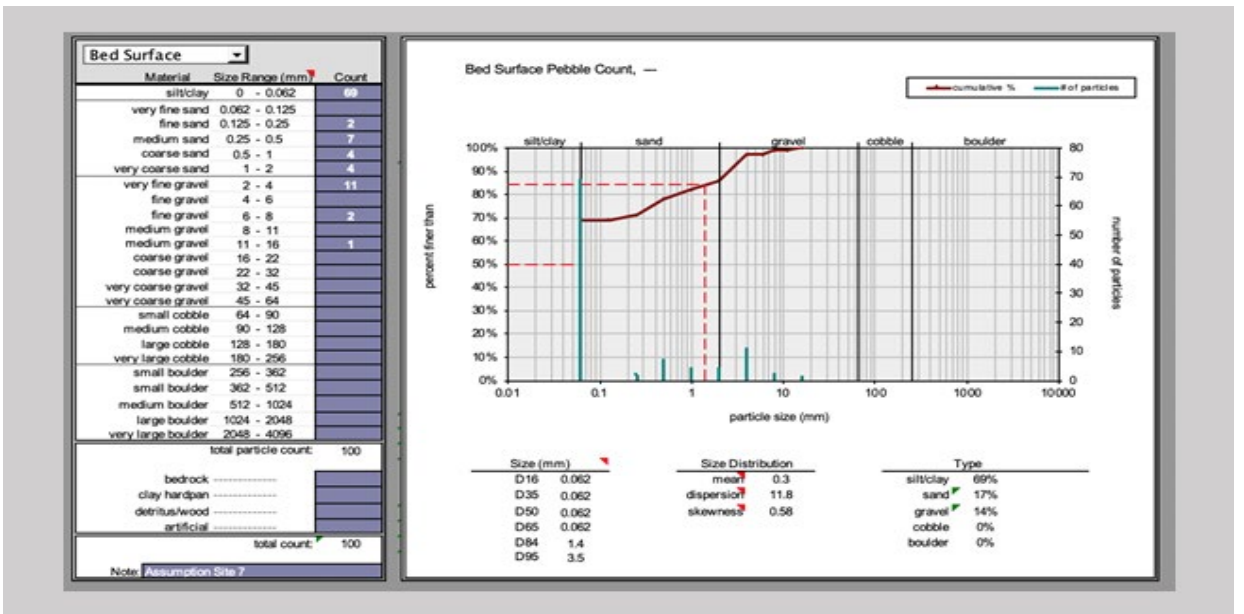 Bed Surface
Material Size Range (mm) Count
silt/clay 0 - 0.062 69
very fine sand 0.062 - 0.125
fine sand 0.125 - 0.25 2
medium sand 0.25 - 0.5 7
coarse sand 0.5 - 1 4
very coarse sand 1 - 2 4
very fine gravel 2 - 4 11
fine gravel 4 - 6
fine gravel 6 - 8 2
medium gravel 8 - 11
medium gravel 11 - 16 1
coarse gravel 16 - 22
coarse gravel 22 - 32
very coarse gravel 32 - 45
very coarse gravel 45 - 64
small cobble 64 - 90
medium cobble 90 - 128
large cobble 128 - 180
very large cobble 180 - 256
small boulder 256 - 362
small boulder 362 - 512
medium boulder 512 - 1024
large boulder 1024 - 2048
very large boulder 2048 - 4096
total particle count: 100
bedrock -------------
clay hardpan -------------
detritus/wood -------------
artificial -------------
total count: 100
Note: Assumption Site 7
Bed Surface Pebble Count, ---
cumulative % # of particles
silt/clay sand gravel cobble boulder
100%
90%
80%
70%
60%
50%
40%
30%
20%
10%
0%
percent finer than
80
70
60
50
40
30
20
10
0
number of particles
0.01 0.1 1 10 100 1000 10000
particle size (mm)
Size (mm)
D16 0.062
D35 0.062
D50 0.062
D65 0.062
D84 1.4
D95 3.5
Size Distribution
mean 0.3
dispersion 11.8
skewness 0.58
Type
silt/clay 69%
sand 17%
gravel 14%
cobble 0%
boulder 0%